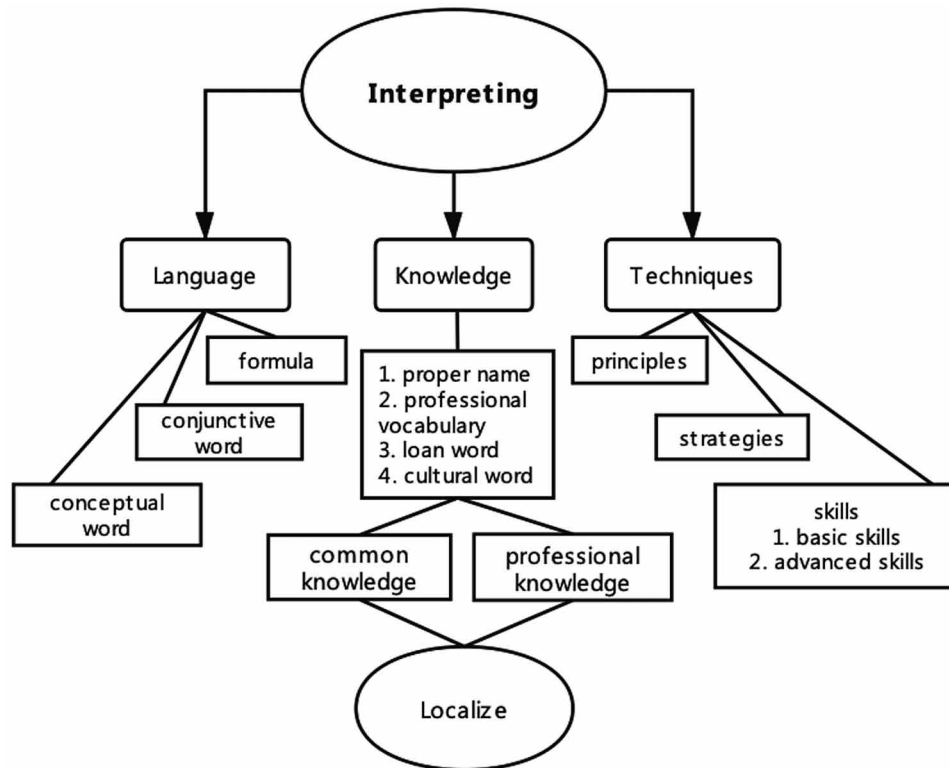 Interpreting
Language
Knowledge
Techniques
formula
conjunctive
word
conceptual
word
1. proper name
2. professional
vocabulary
3. loan word
4. cultural word
common
knowledge
professional
knowledge
principles
strategies
skills
1. basic skills
2. advanced skills
Localize